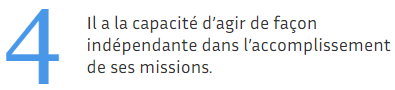 4
Il a la capacité d’agir de façon
indépendante dans l’accomplissement
de ses missions.